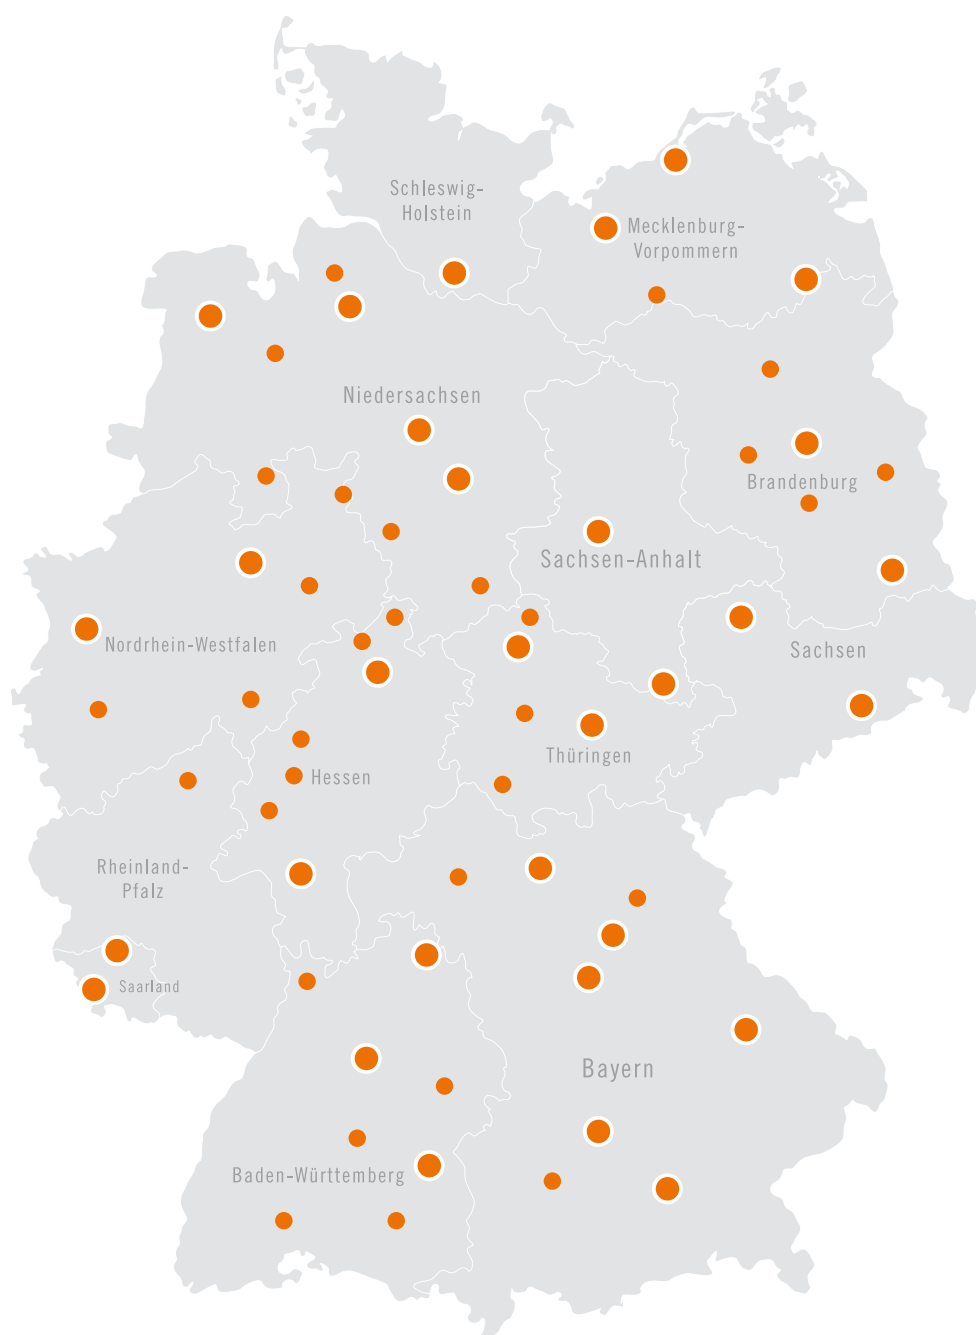 Schleswig-
Holstein
Mecklenburg-
Vorpommern
Niedersachsen
Brandenburg
Sachsen-Anhalt
Nordrhein-Westfalen
Sachsen
Thüringen
Hessen
Rheinland-
Pfalz
Saarland
Bayern
Baden-Württemberg